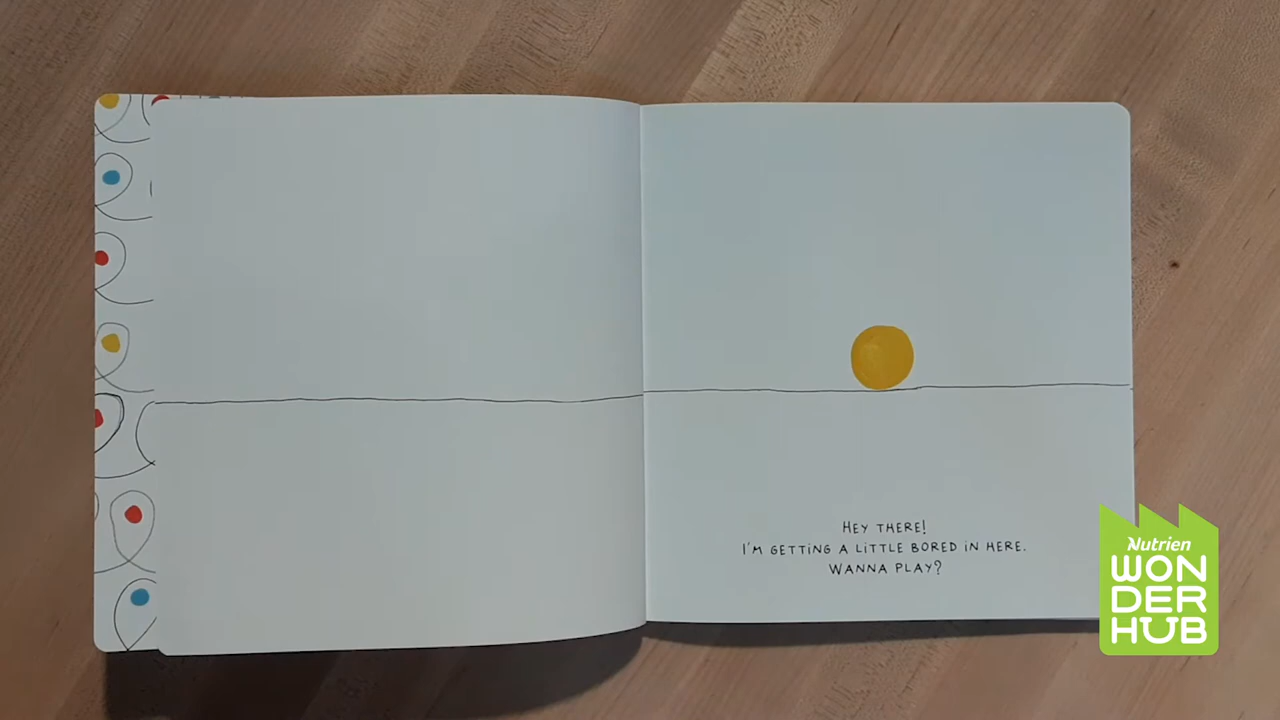 HEY THERE!
I'M GETTING A LITTLE BORED IN HERE.
WANNA PLAY?
Nutrien
WON
DER
HUB